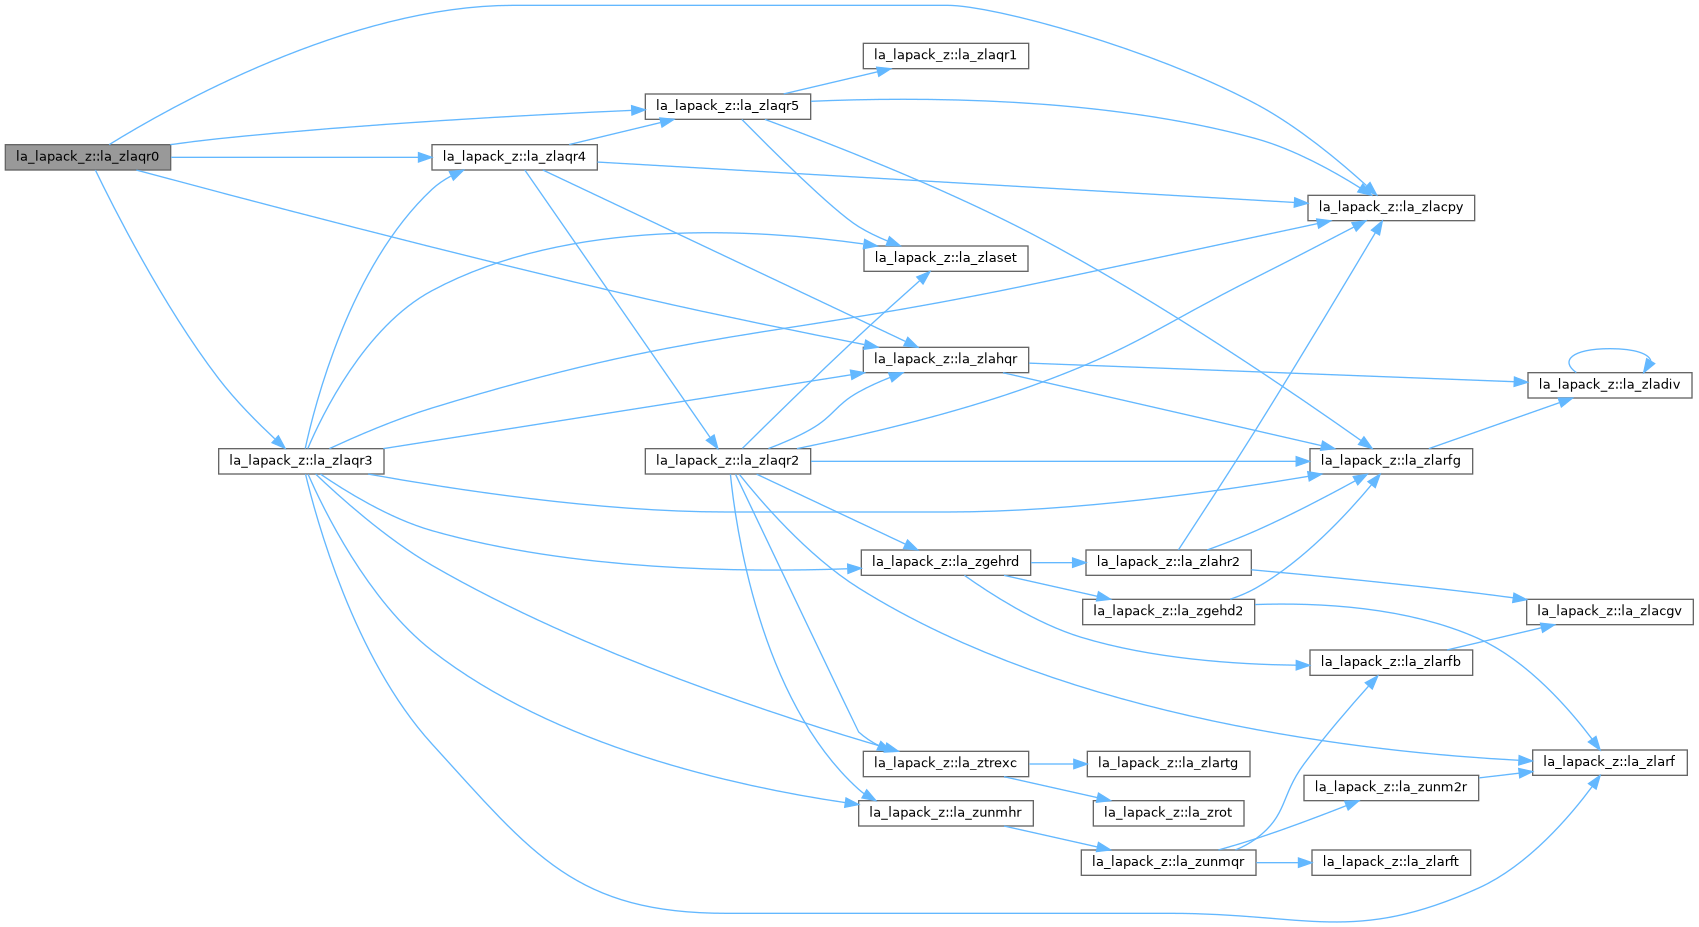 la_lapack_z::la_zlaqr1
la_lapack_z::la_zlaqr5
la_lapack_z::la_zlaqr0
la_lapack_z::la_zlaqr4
la_lapack_z::la_zlacpy
la_lapack_z::la_zlaset
la_lapack_z::la_zlahqr
la_lapack_z::la_zladiv
la_lapack_z::la_zlaqr3
la_lapack_z::la_zlaqr2
la_lapack_z::la_zlarfg
la_lapack_z::la_zgehrd
la_lapack_z::la_zlahr2
la_lapack_z::la_zgehd2
la_lapack_z::la_zlacgv
la_lapack_z::la_zlarfb
la_lapack_z::la_ztrexc
la_lapack_z::la_zlartg
la_lapack_z::la_zlarf
la_lapack_z::la_zunm2r
la_lapack_z::la_zunmhr
la_lapack_z::la_zrot
la_lapack_z::la_zunmqr
la_lapack_z::la_zlarft